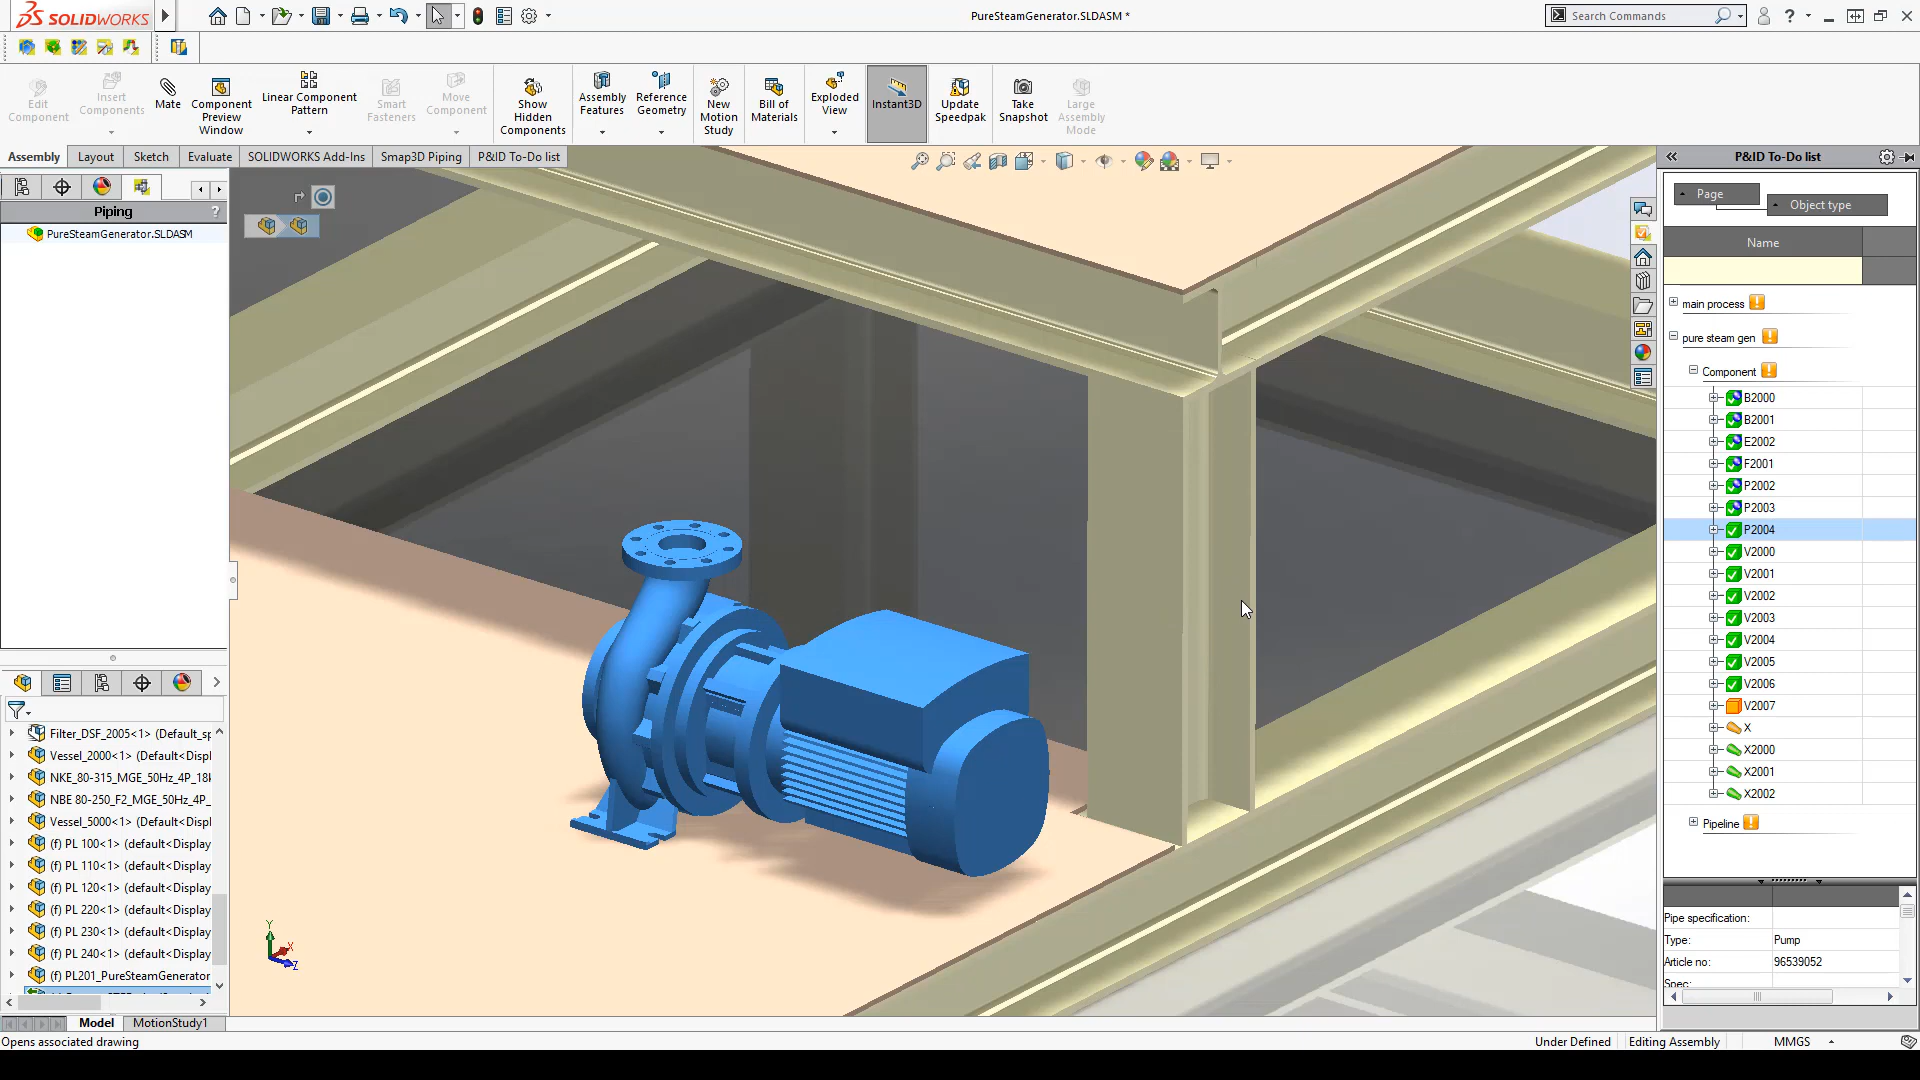 SOLIDWORKS
PureSteamGenerator.SLDASM *
Search Commands
Edit Component
Insert Components
Mate
Component Preview Window
Linear Component Pattern
Smart Fasteners
Move Component
Show Hidden Components
Assembly Features
Reference Geometry
New Motion Study
Bill of Materials
Exploded View
Instant3D
Update Speedpak
Take Snapshot
Large Assembly Mode
Assembly
Layout
Sketch
Evaluate
SOLIDWORKS Add-Ins
Smap3D Piping
P&ID To-Do list
P&ID To-Do list
Piping
?
PureSteamGenerator.SLDASM
Page
Object type
Name
main process
pure steam gen
Component
B2000
B2001
E2002
F2001
P2002
P2003
P2004
V2000
V2001
V2002
V2003
V2004
V2005
V2006
V2007
X
X2000
X2001
X2002
Pipeline
Pipe specification:
Type: Pump
Article no: 96539052
Spec:
Filter_DSF_2005<1> (Default_sp
Vessel_2000<1> (Default<Displ
NKE_80-315_MGE_50Hz_4P_18
NBE 80-250_F2_MGE_50Hz_4P_
Vessel_5000<1> (Default<Displ
(f) PL 100<1> (default<Display
(f) PL 110<1> (default<Display
(f) PL 120<1> (default<Display
(f) PL 220<1> (default<Display
(f) PL 230<1> (default<Display
(f) PL 240<1> (default<Display
(f) PL201_PureSteamGenerator
Y
X
Z
Model
MotionStudy1
Opens associated drawing
Under Defined
Editing Assembly
MMGS